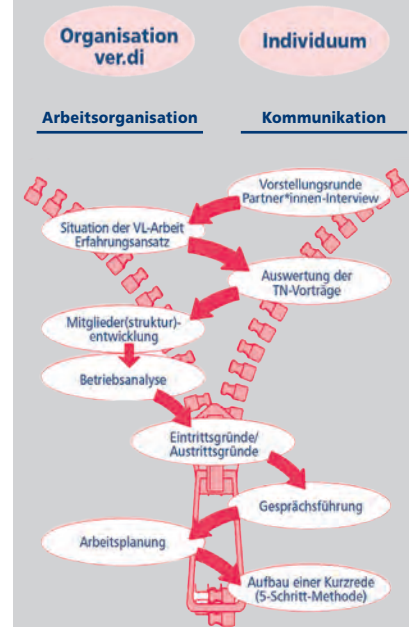 Organisation
ver.di
Individuum
Arbeitsorganisation
Kommunikation
Vorstellungsrunde
Partner*innen-Interview
Situation der VL-Arbeit
Erfahrungsansatz
Auswertung der
TN-Vorträge
Mitglieder(struktur)-
entwicklung
Betriebsanalyse
Eintrittsgründe/
Austrittsgründe
Gesprächsführung
Arbeitsplanung
Aufbau einer Kurzrede
(5-Schritt-Methode)